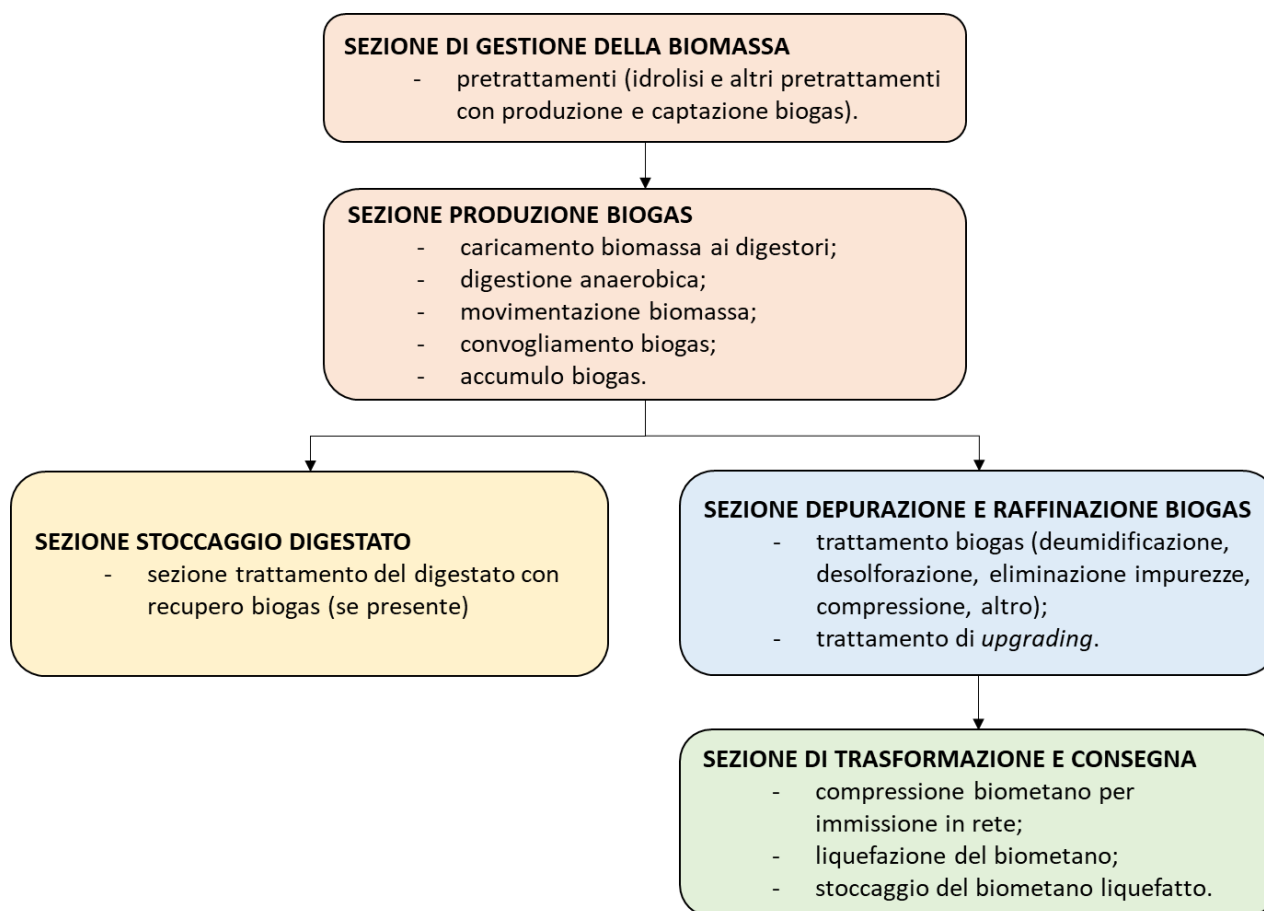 SEZIONE DI GESTIONE DELLA BIOMASSA
- pretrattamenti (idrolisi e altri pretrattamenti
con produzione e captazione biogas).
SEZIONE PRODUZIONE BIOGAS
- caricamento biomassa ai digestori;
- digestione anaerobica;
- movimentazione biomassa;
- convogliamento biogas;
- accumulo biogas.
SEZIONE STOCCAGGIO DIGESTATO
- sezione trattamento del digestato con
recupero biogas (se presente)
SEZIONE DEPURAZIONE E RAFFINAZIONE BIOGAS
- trattamento biogas (deumidificazione,
desolforazione, eliminazione impurezze,
compressione, altro);
- trattamento di upgrading.
SEZIONE DI TRASFORMAZIONE E CONSEGNA
- compressione biometano per
immissione in rete;
- liquefazione del biometano;
- stoccaggio del biometano liquefatto.